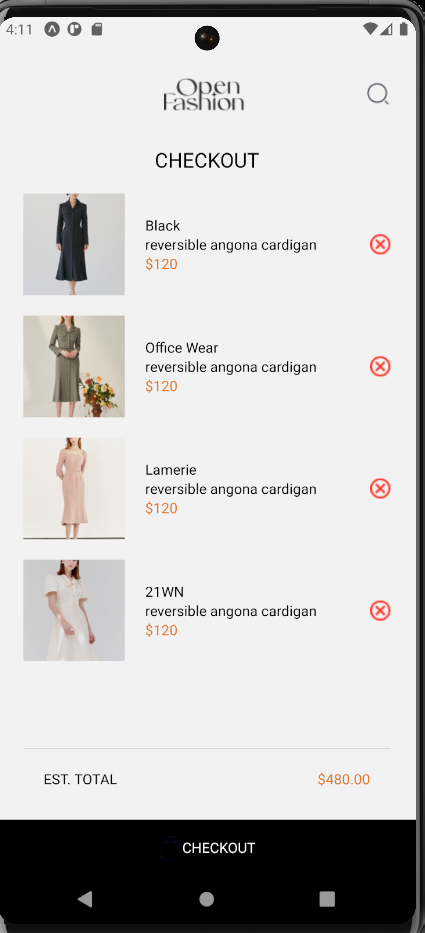 4:11
Open
Fashion
CHECKOUT
Black
reversible angona cardigan
$120
Office Wear
reversible angona cardigan
$120
Lamerie
reversible angona cardigan
$120
21WN
reversible angona cardigan
$120
EST. TOTAL $480.00
CHECKOUT